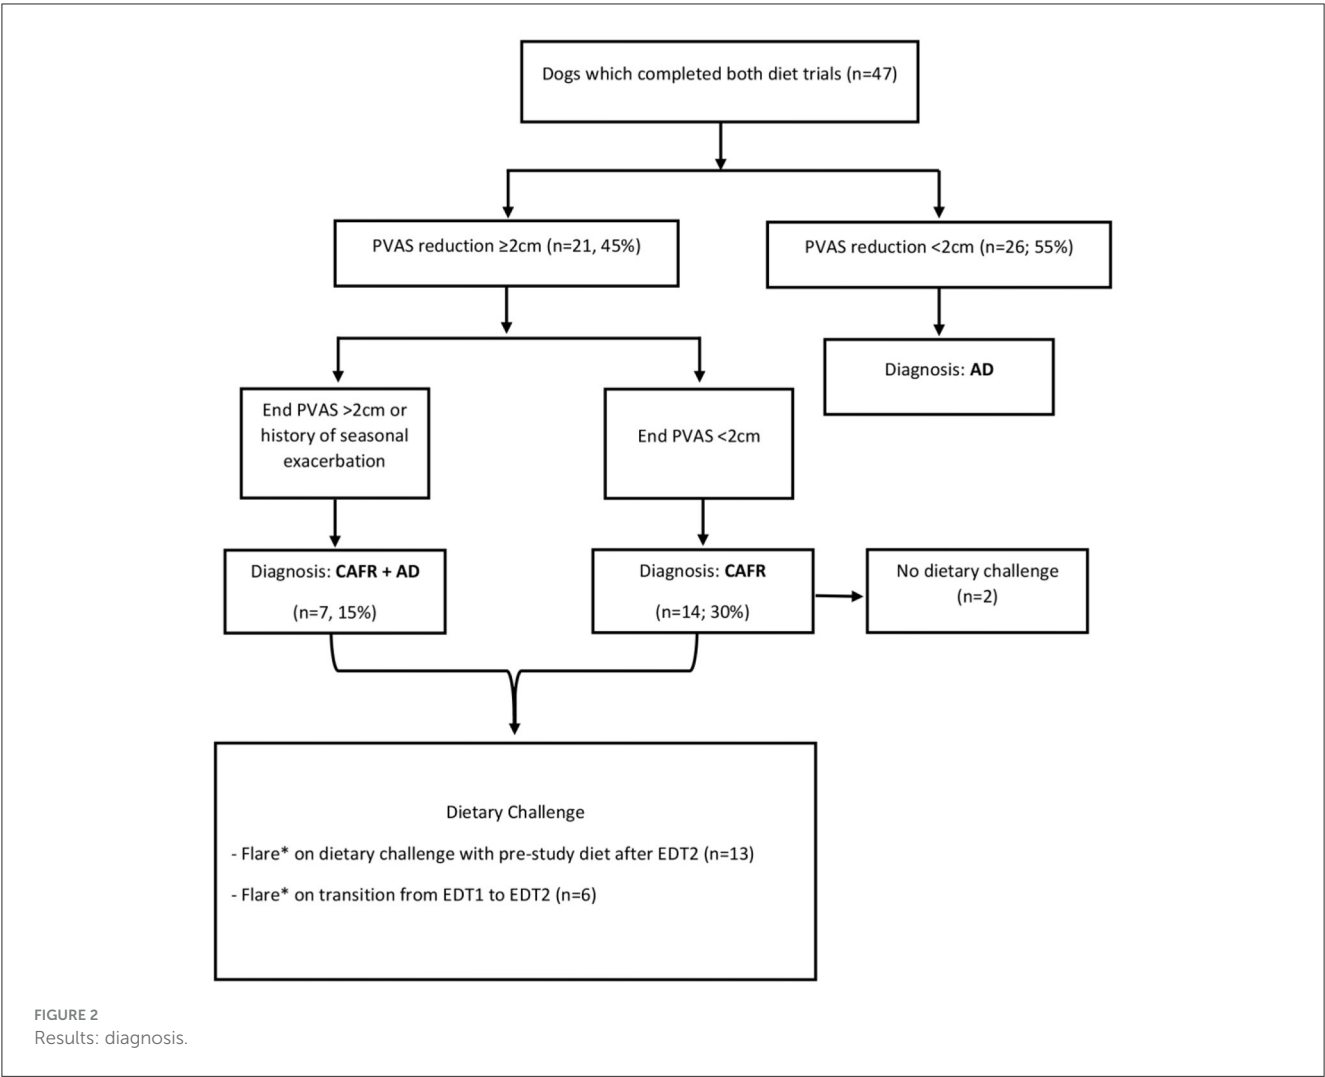 Dogs which completed both diet trials (n=47)
PVAS reduction ≥2cm (n=21, 45%)
PVAS reduction <2cm (n=26; 55%)
Diagnosis: AD
End PVAS >2cm or
history of seasonal
exacerbation
End PVAS <2cm
Diagnosis: CAFR + AD
(n=7, 15%)
Diagnosis: CAFR
(n=14; 30%)
No dietary challenge
(n=2)
Dietary Challenge
- Flare* on dietary challenge with pre-study diet after EDT2 (n=13)
- Flare* on transition from EDT1 to EDT2 (n=6)
FIGURE 2
Results: diagnosis.